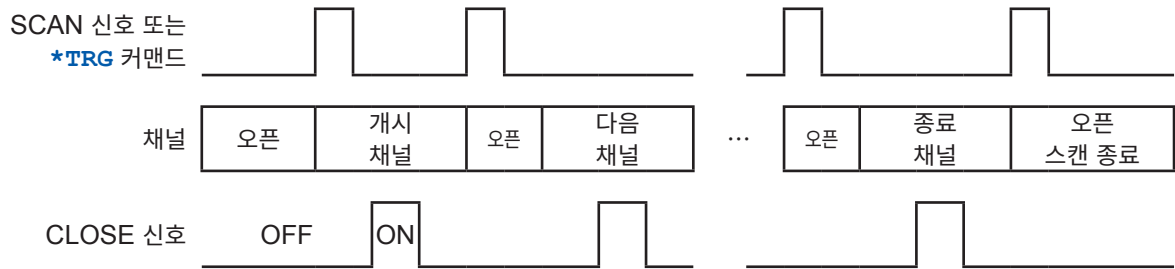 SCAN 신호 또는
*TRG 커맨드
채널
오픈
개시
채널
오픈
다음
채널
…
오픈
종료
채널
오픈
스캔 종료
CLOSE 신호
OFF
ON